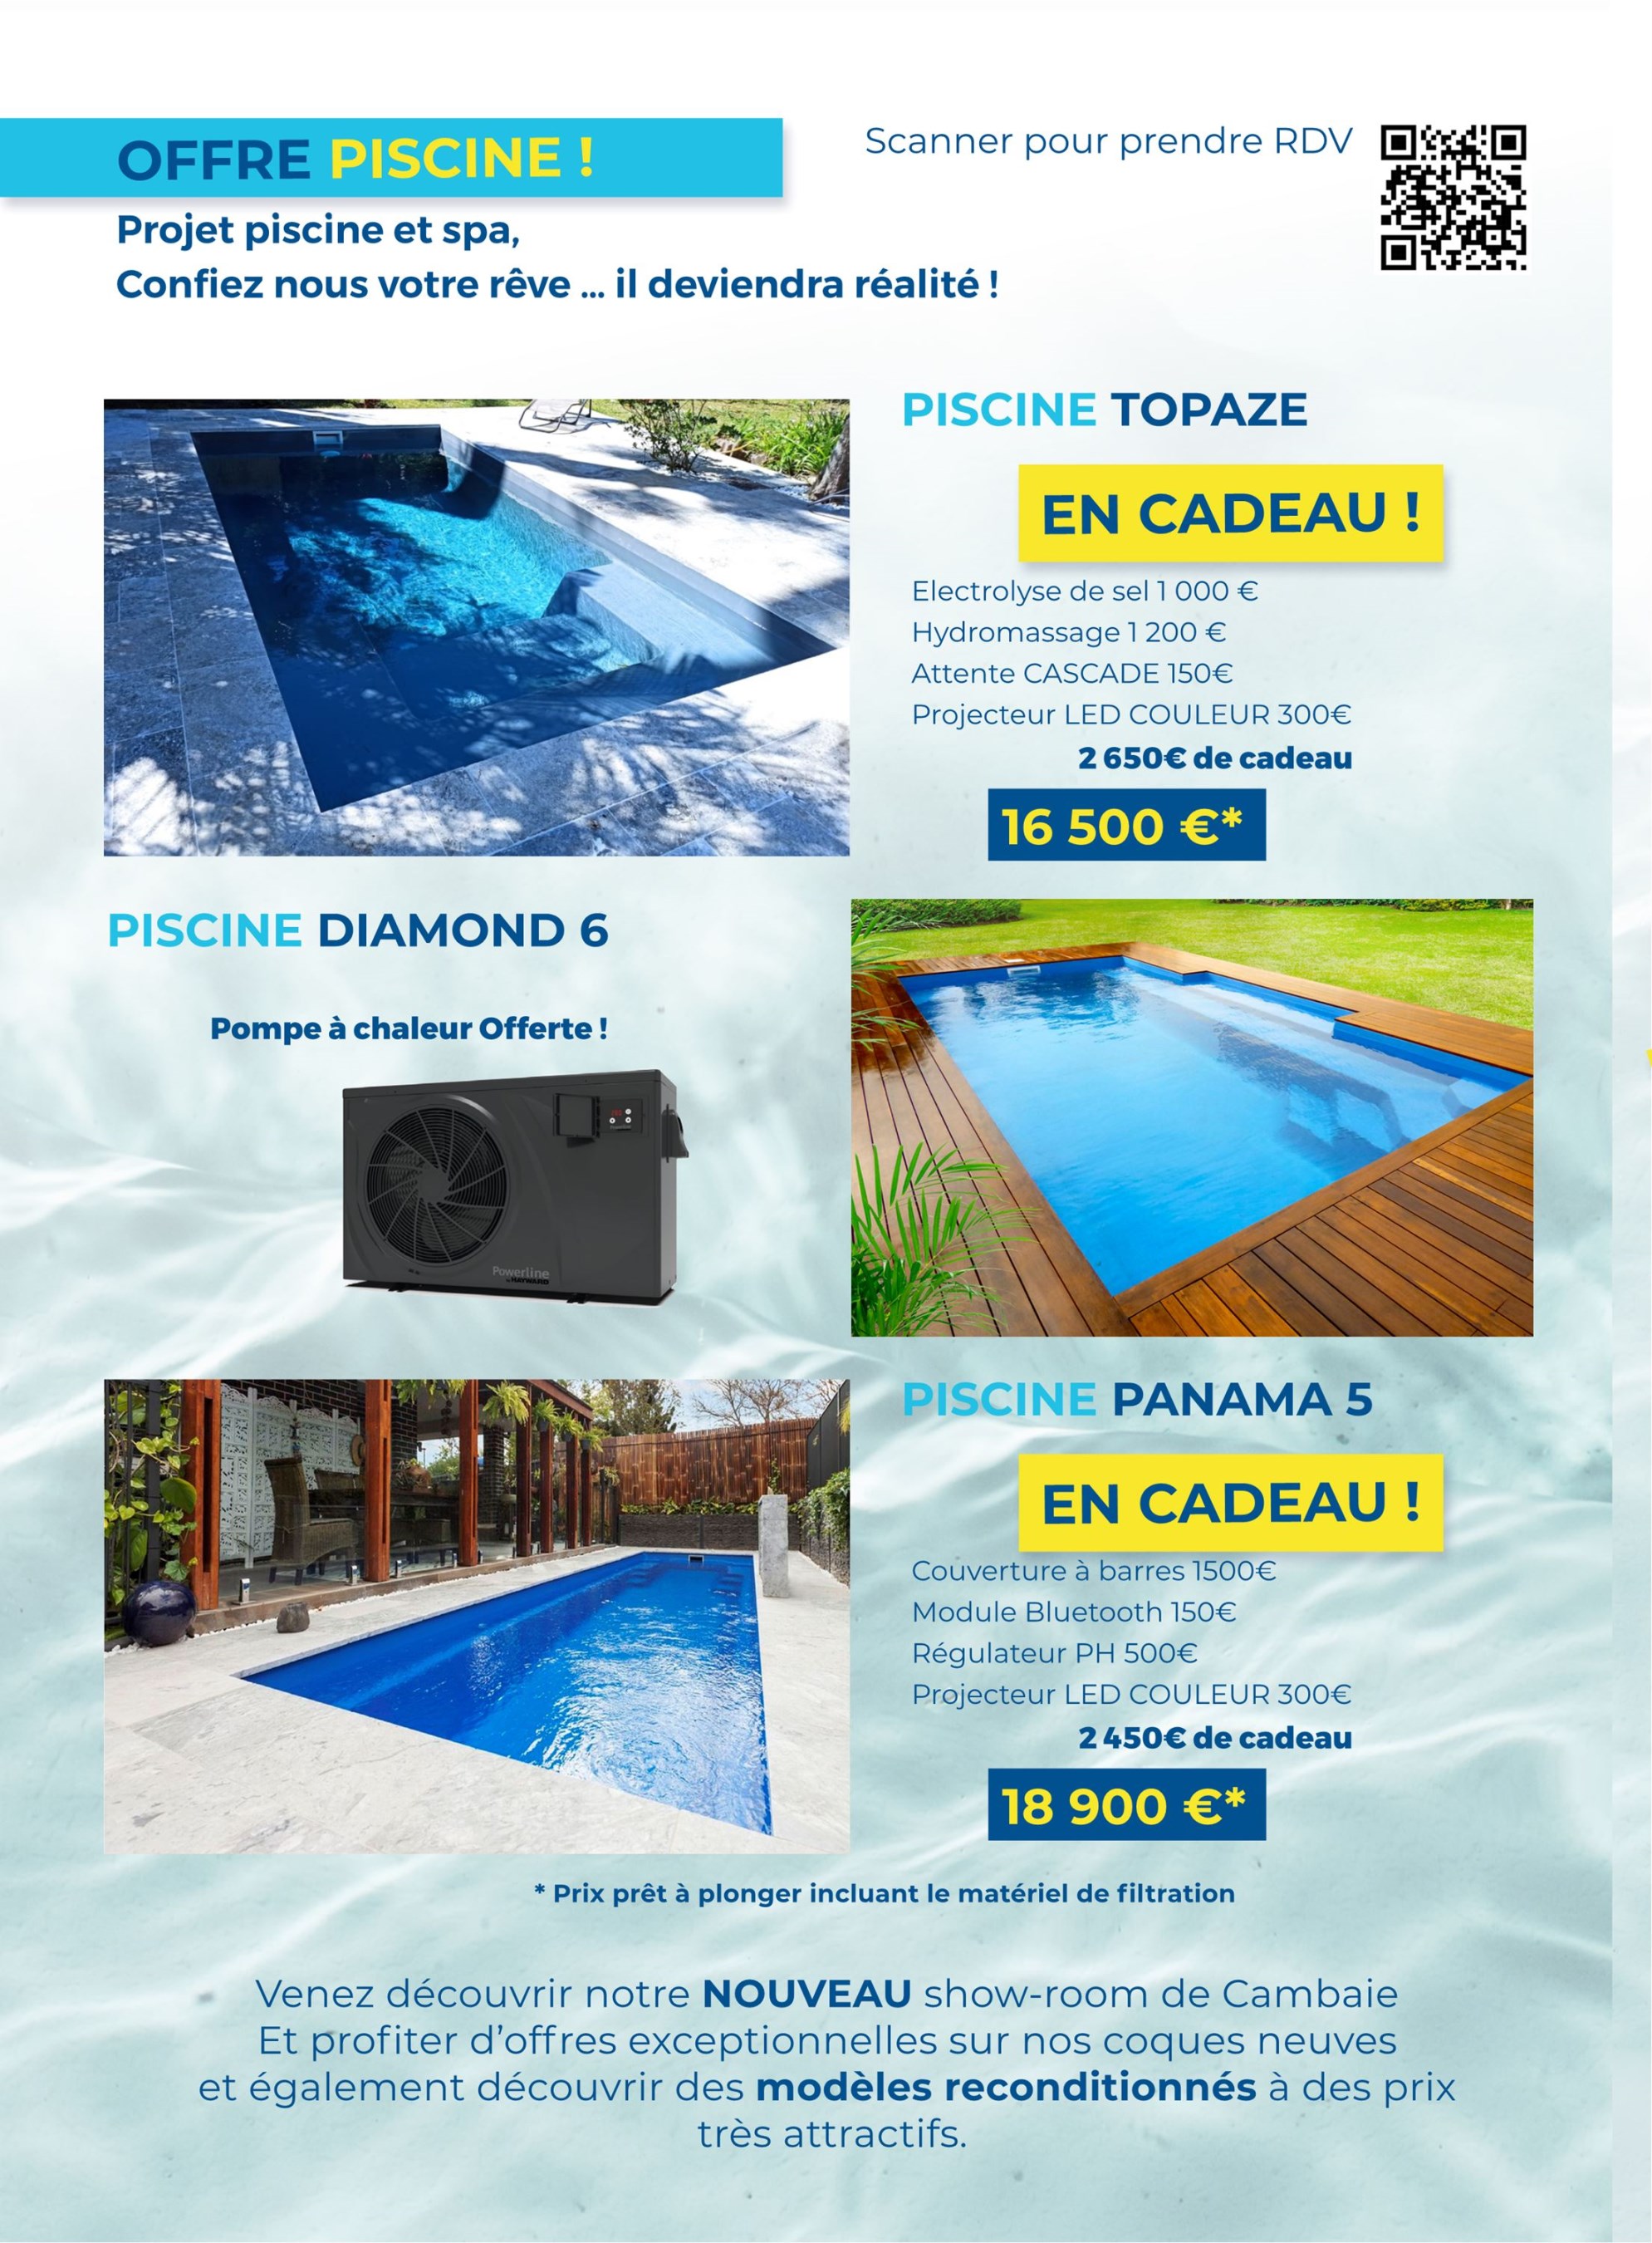 OFFRE PISCINE !
Scanner pour prendre RDV
Projet piscine et spa,
Confiez nous votre rêve ... il deviendra réalité !
PISCINE TOPAZE
EN CADEAU !
Electrolyse de sel 1 000 €
Hydromassage 1 200 €
Attente CASCADE 150€
Projecteur LED COULEUR 300€
2 650€ de cadeau
16 500 €*
PISCINE DIAMOND 6
Pompe à chaleur Offerte !
Powerline
by HAYWARD
PISCINE PANAMA 5
EN CADEAU !
Couverture à barres 1500€
Module Bluetooth 150€
Régulateur PH 500€
Projecteur LED COULEUR 300€
2 450€ de cadeau
18 900 €*
* Prix prêt à plonger incluant le matériel de filtration
Venez découvrir notre NOUVEAU show-room de Cambaie
Et profiter d'offres exceptionnelles sur nos coques neuves
et également découvrir des modèles reconditionnés à des prix
très attractifs.